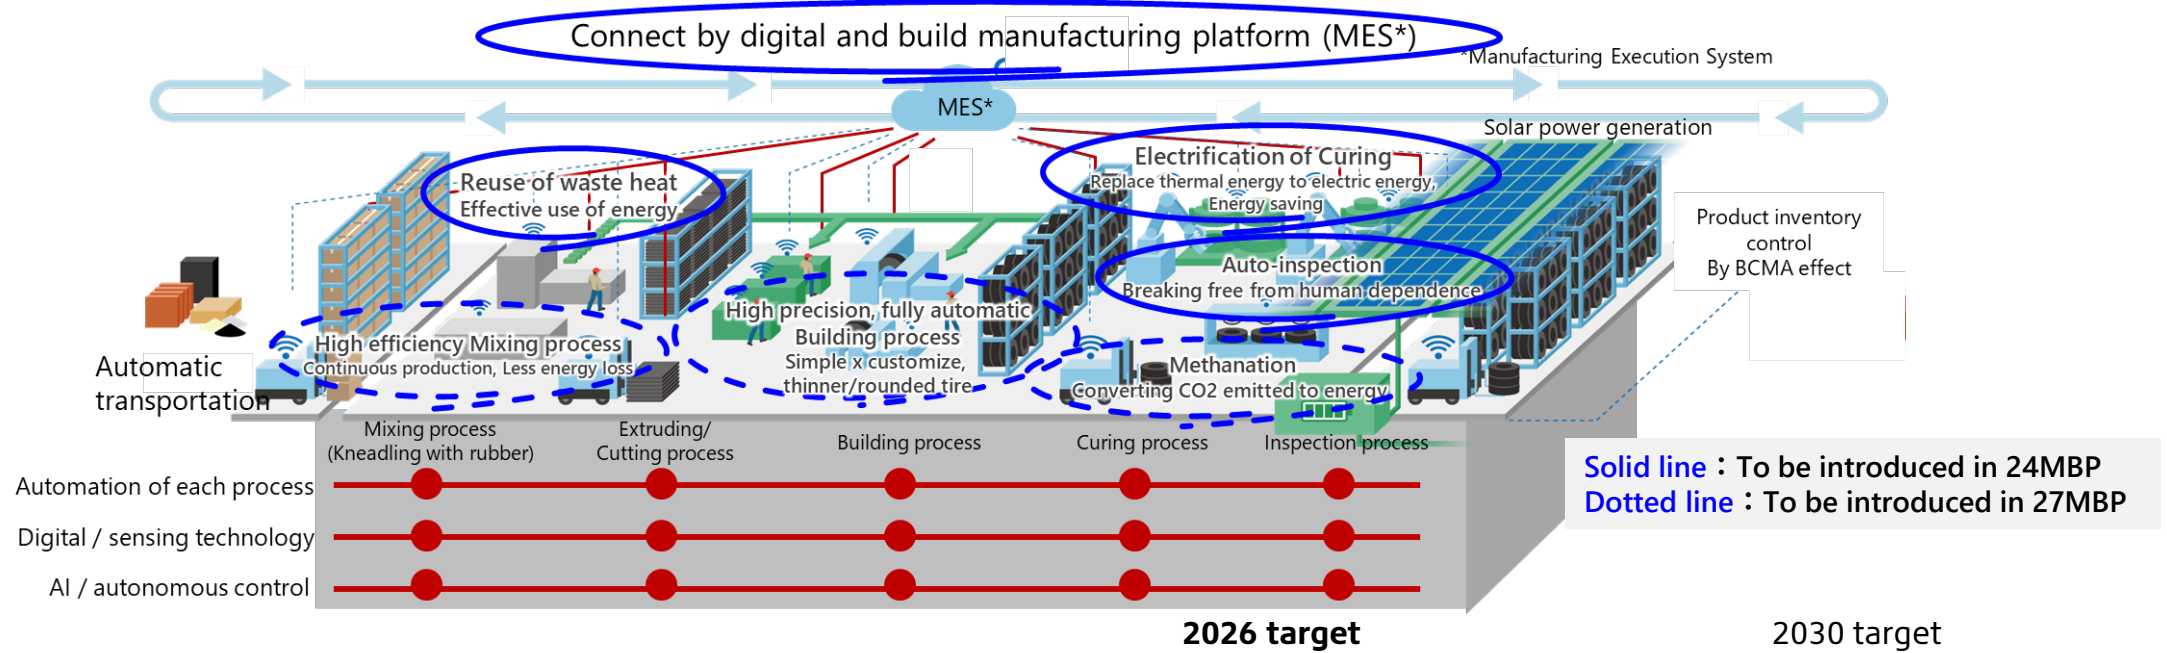 Connect by digital and build manufacturing platform (MES*)
*Manufacturing Execution System
MES*
Solar power generation
Electrification of Curing
Replace thermal energy to electric energy,
Energy saving
Reuse of waste heat
Effective use of energy
Product inventory
control
By BCMA effect
Auto-inspection
Breaking free from human dependence
High precision, fully automatic
Building process
Simple x customize,
thinner/rounded tire
High efficiency Mixing process
Continuous production, Less energy loss
Methanation
Converting CO2 emitted to energy
Automatic
transportation
Mixing process
(Kneadling with rubber)
Extruding/
Cutting process
Building process
Curing process
Inspection process
Solid line：To be introduced in 24MBP
Dotted line：To be introduced in 27MBP
Automation of each process
Digital / sensing technology
AI / autonomous control
2026 target
2030 target